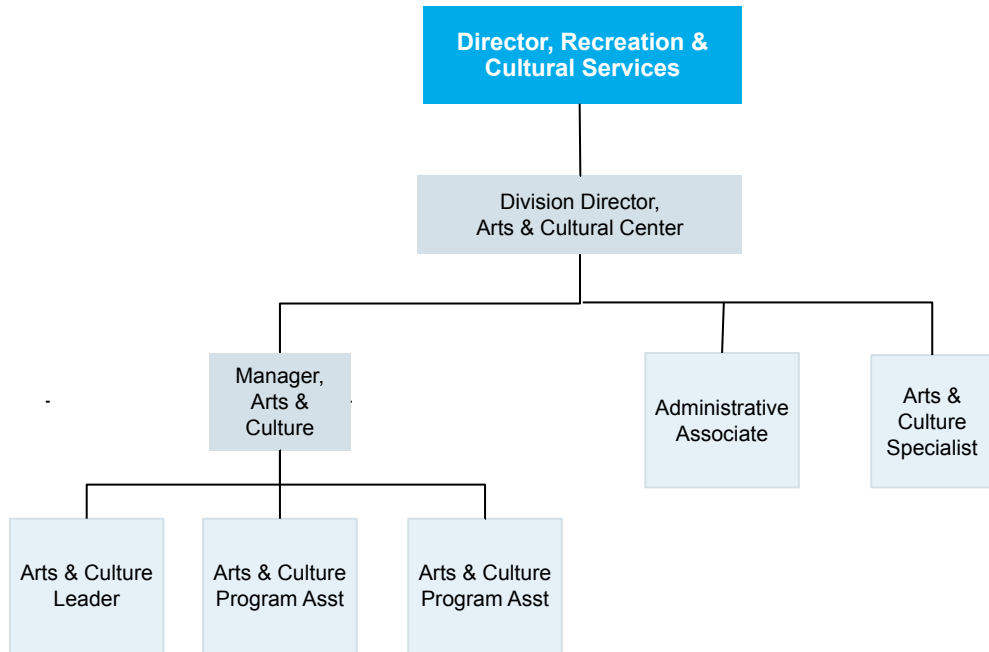 Director, Recreation &
Cultural Services
Division Director,
Arts & Cultural Center
Manager,
Arts &
Culture
Administrative
Associate
Arts &
Culture
Specialist
Arts & Culture
Leader
Arts & Culture
Program Asst
Arts & Culture
Program Asst